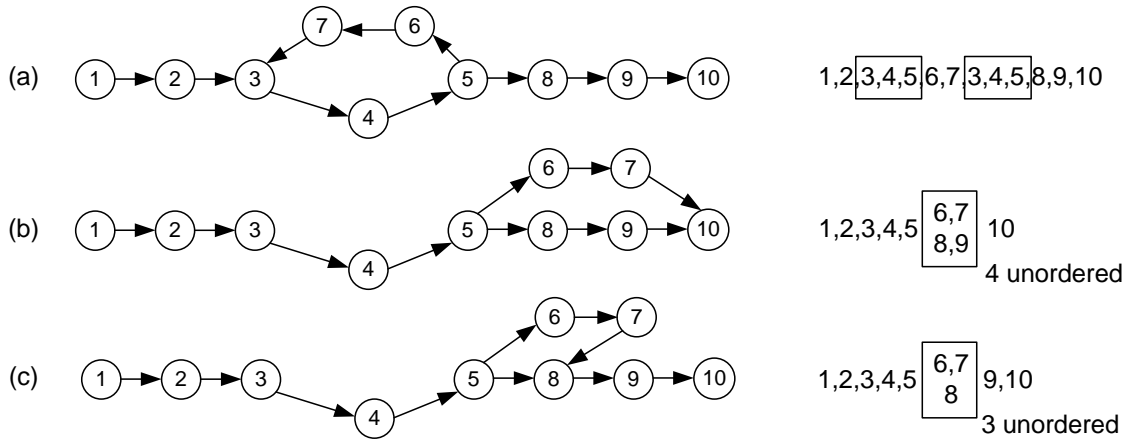 7 6
(a) 1 2 3 5 8 9 10 1,2,3,4,5,6,7,3,4,5,8,9,10
4
6 7
(b) 1 2 3 5 8 9 10 1,2,3,4,5 6,7 10
8,9
4
4 unordered
6 7
(c) 1 2 3 5 8 9 10 1,2,3,4,5 6,7 9,10
8
4
3 unordered